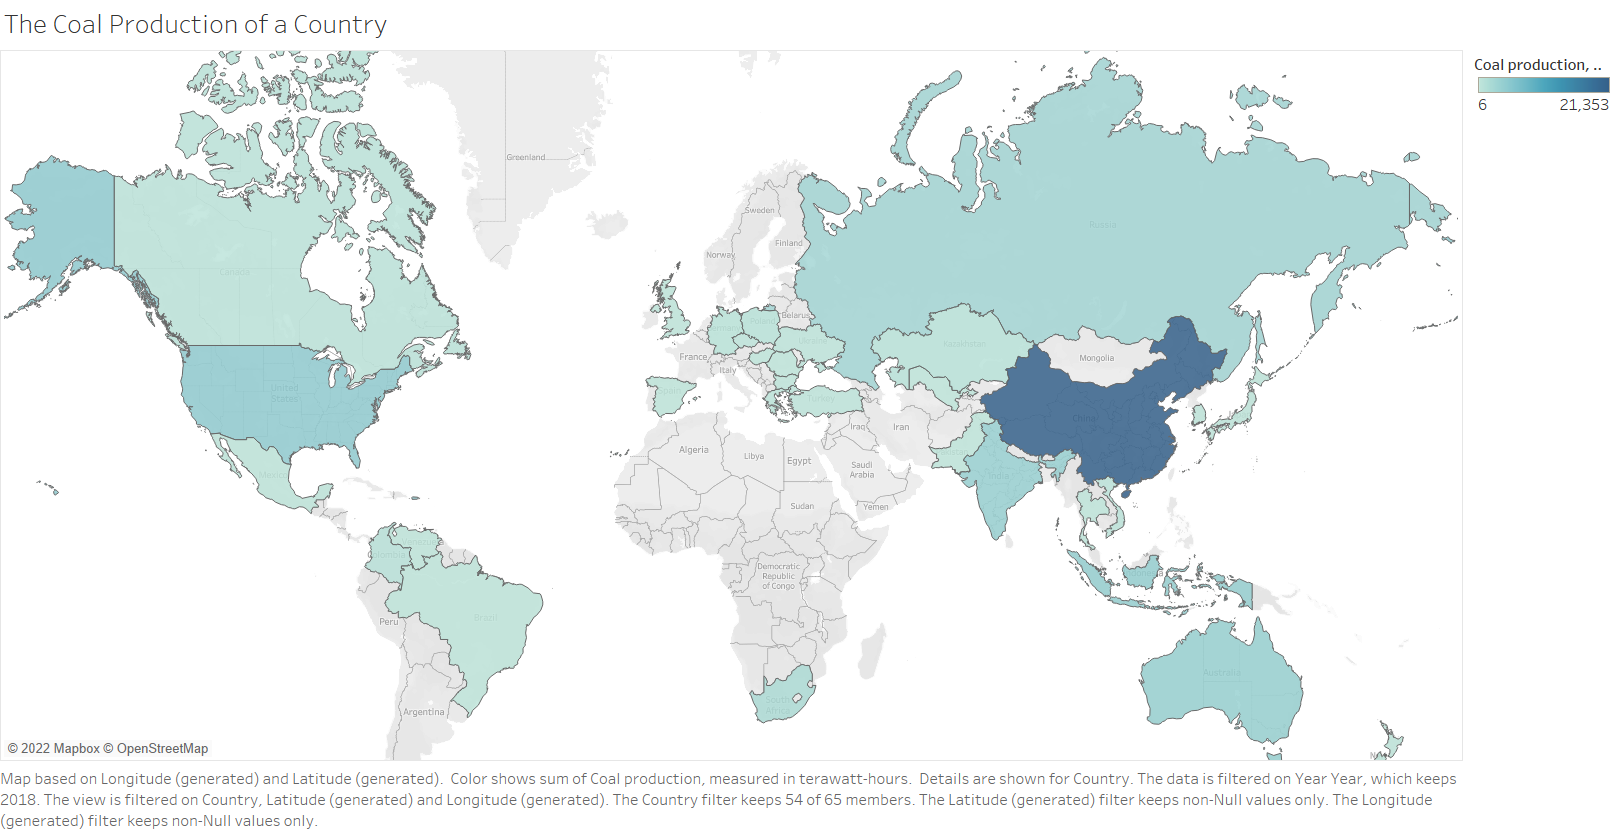 The Coal Production of a Country
Coal production, ..
6
21,353
Greenland
Sweden
Finland
Norway
Russia
Canada
Belarus
Ukraine
France
Italy
Kazakhstan
Mongolia
United
States
Turkey
China
Iraq
Iran
Algeria
Libya
Egypt
Saudi
Arabia
Mexico
India
Sudan
Yemen
Venezuela
Colombia
Democratic
Republic
of Congo
Brazil
Peru
Australia
South
Africa
Argentina
© 2022 Mapbox © OpenStreetMap
Map based on Longitude (generated) and Latitude (generated).  Color shows sum of Coal production, measured in terawatt-hours.  Details are shown for Country. The data is filtered on Year Year, which keeps
2018. The view is filtered on Country, Latitude (generated) and Longitude (generated). The Country filter keeps 54 of 65 members. The Latitude (generated) filter keeps non-Null values only. The Longitude
(generated) filter keeps non-Null values only.